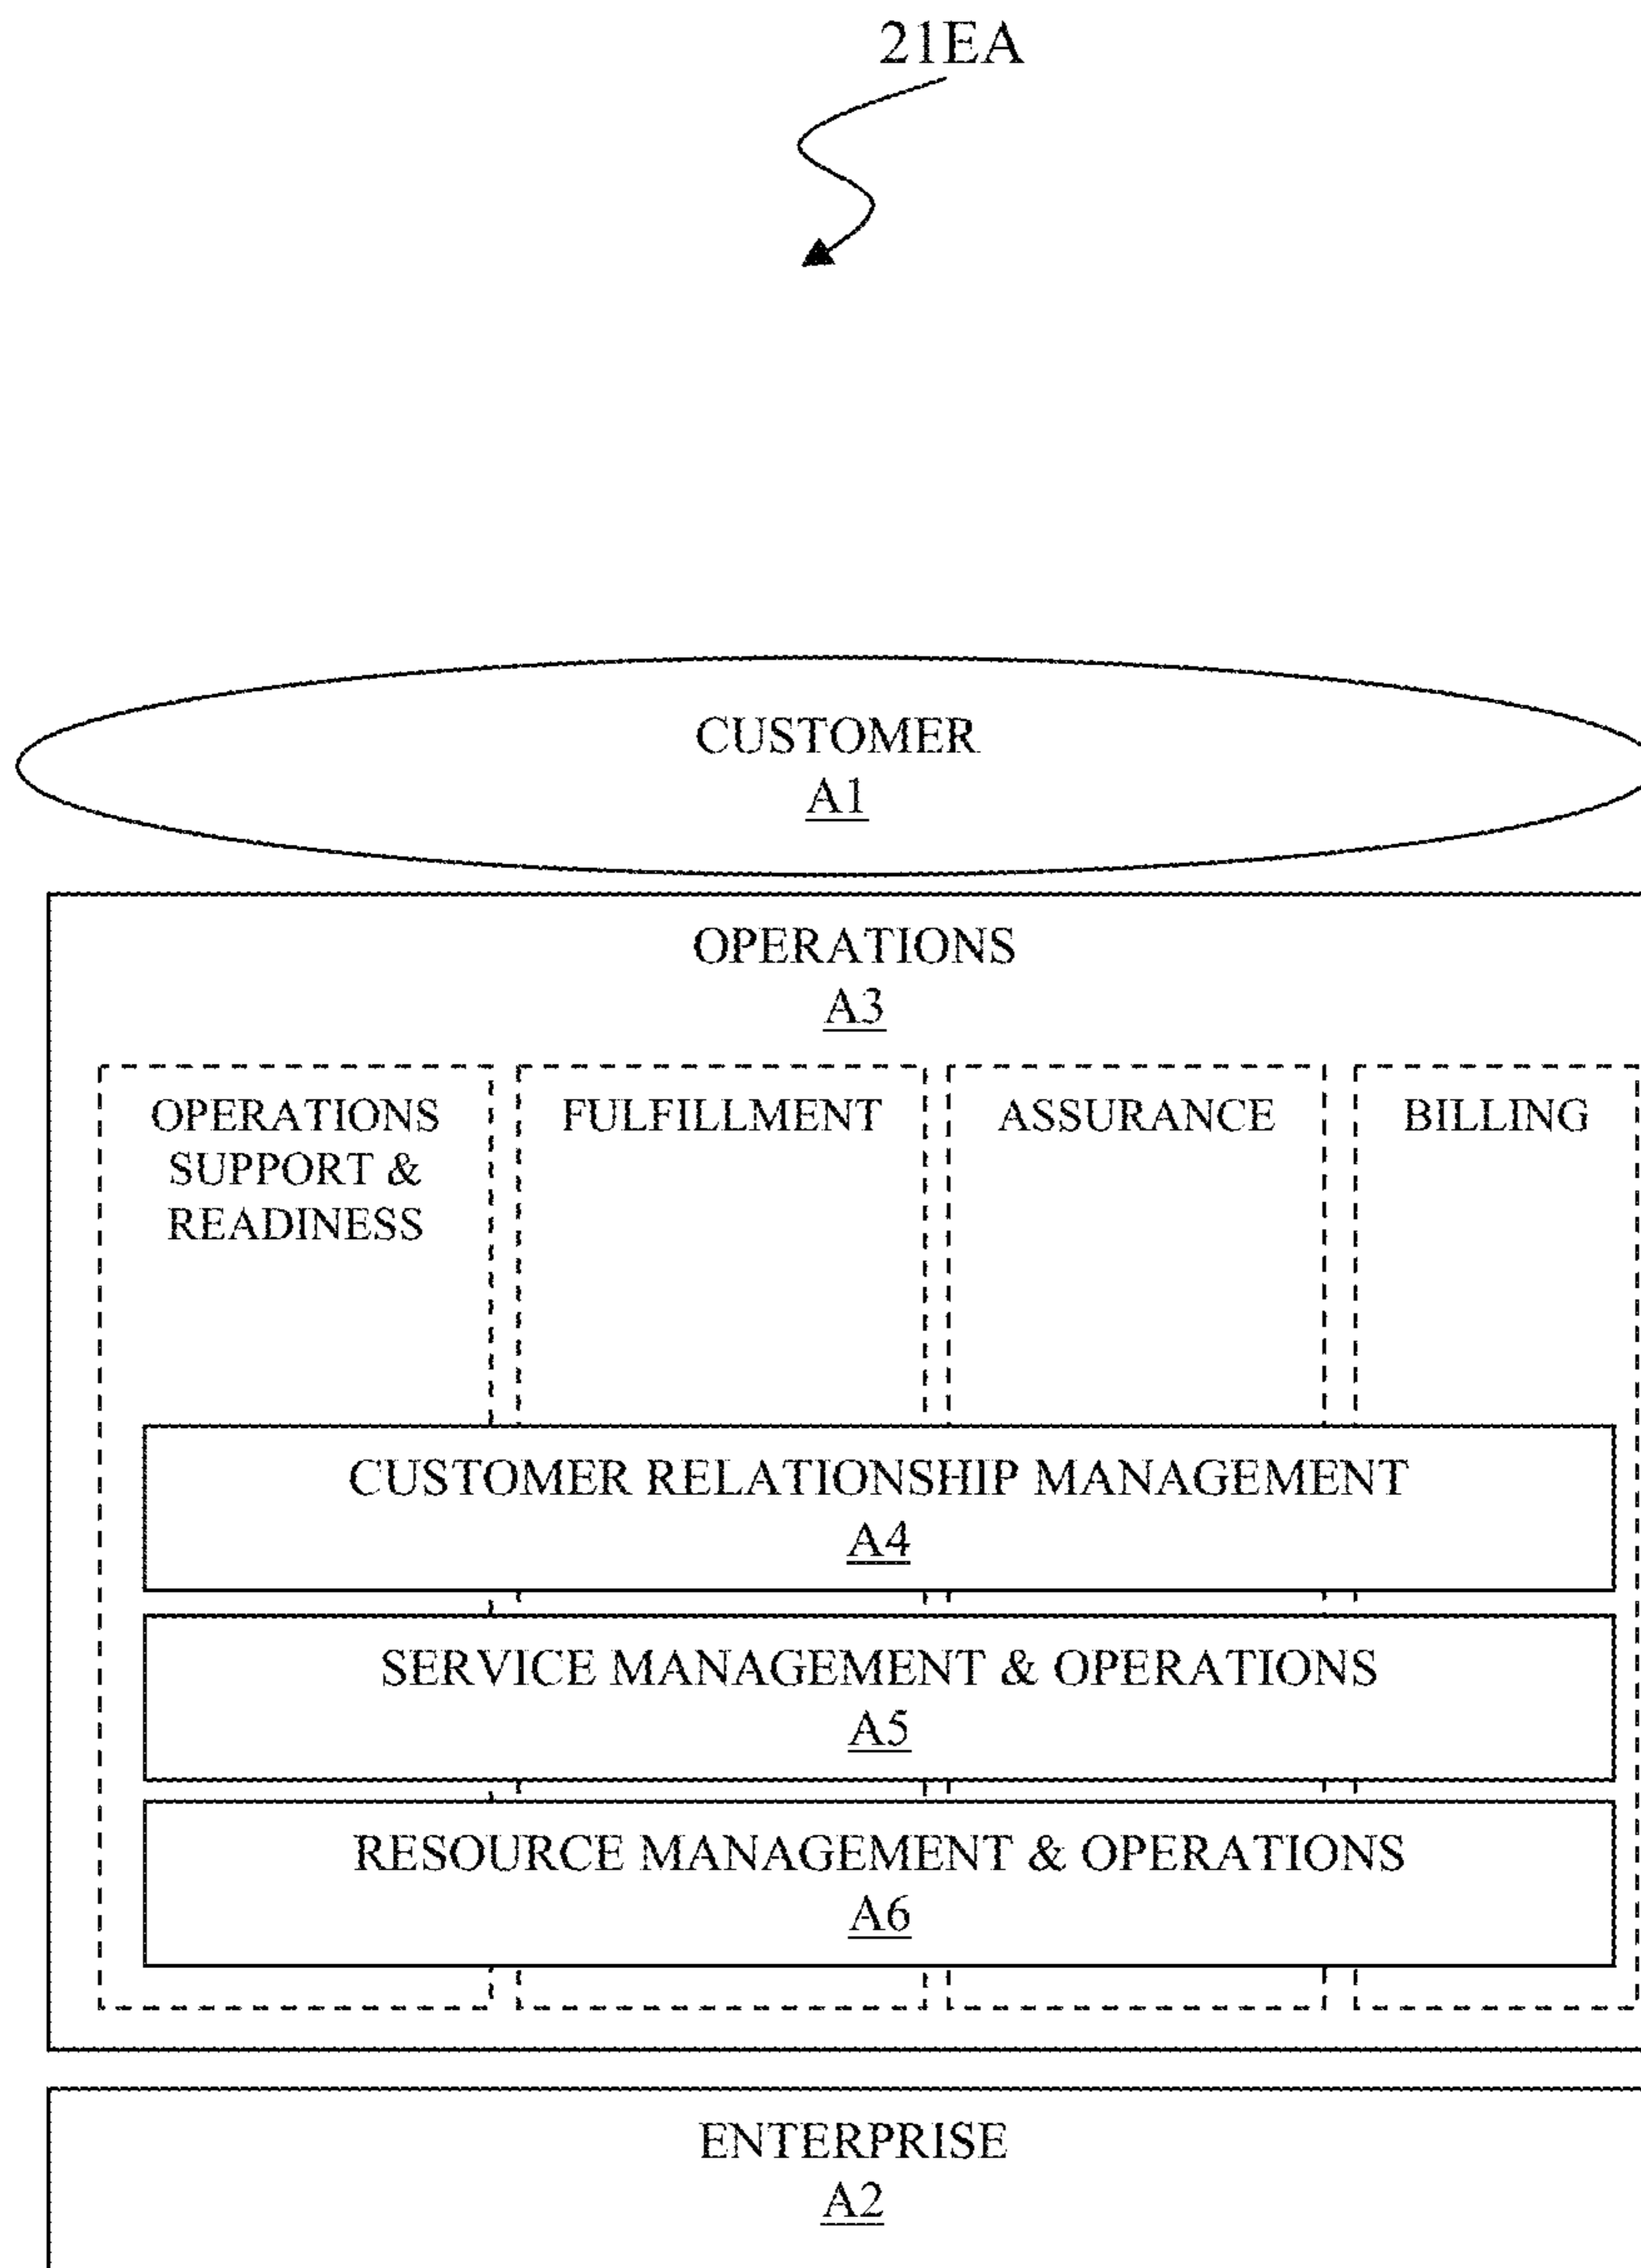 21EA
CUSTOMER
A1
OPERATIONS
A3
OPERATIONS
SUPPORT &
READINESS
FULFILLMENT
ASSURANCE
BILLING
CUSTOMER RELATIONSHIP MANAGEMENT
A4
SERVICE MANAGEMENT & OPERATIONS
A5
RESOURCE MANAGEMENT & OPERATIONS
A6
ENTERPRISE
A2